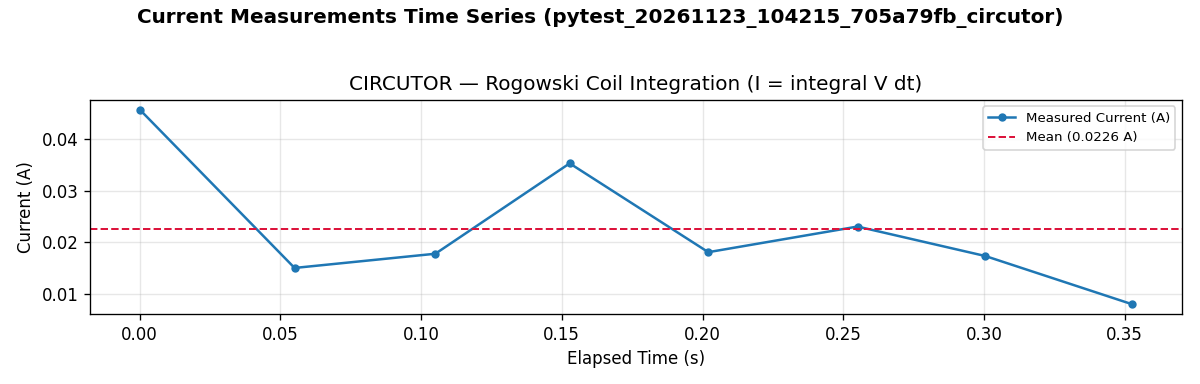 Current Measurements Time Series (pytest_20261123_104215_705a79fb_circutor)
CIRCUTOR — Rogowski Coil Integration (I = integral V dt)
Measured Current (A)
Mean (0.0226 A)
Current (A)
0.04
0.03
0.02
0.01
0.00 0.05 0.10 0.15 0.20 0.25 0.30 0.35
Elapsed Time (s)